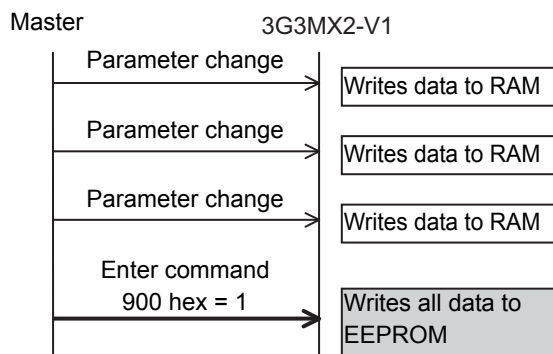 Master
3G3MX2-V1
Parameter change
Writes data to RAM
Parameter change
Writes data to RAM
Parameter change
Writes data to RAM
Enter command
900 hex = 1
Writes all data to
EEPROM